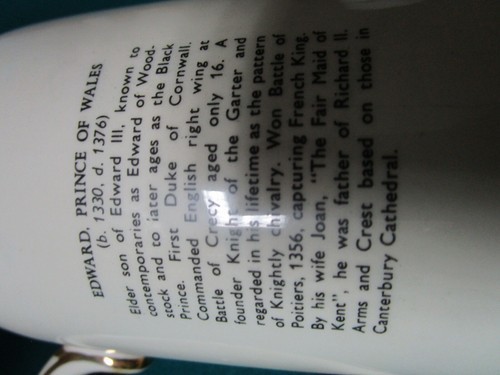 EDWARD, PRINCE OF WALES
(b. 1330, d. 1376)
Elder son of Edward III, known to
contemporaries as Edward of Wood-
stock and to later ages as the Black
Prince. First Duke of Cornwall.
Commanded English right wing at
Battle of Crecy aged only 16. A
founder Knight of the Garter and
regarded in his lifetime as the pattern
of Knightly chivalry. Won Battle of
Poitiers, 1356, capturing French King.
By his wife Joan, "The Fair Maid of
Kent", he was father of Richard II.
Arms and Crest based on those in
Canterbury Cathedral.